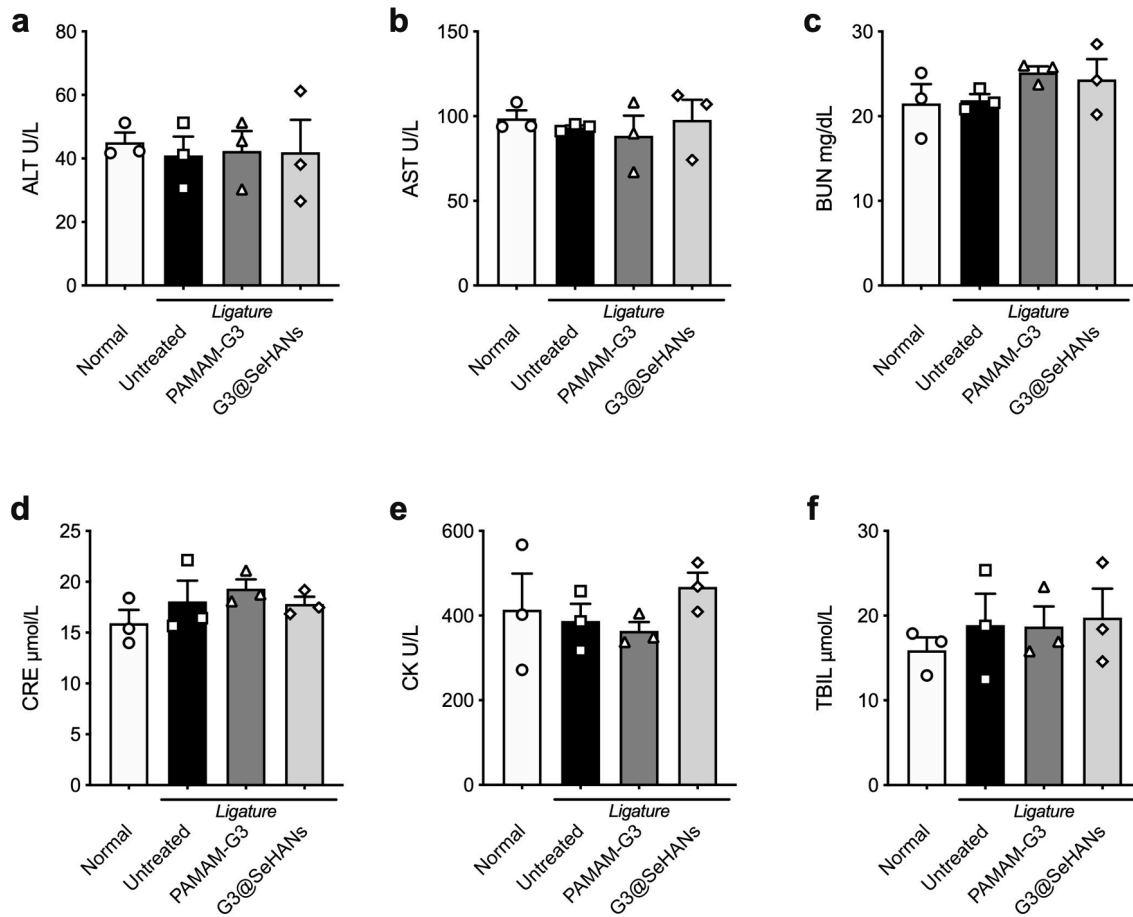 a
ALT U/L
80
60
40
20
0
Normal
Untreated
PAMAM-G3
G3@SeHANs
Ligature
b
AST U/L
150
100
50
0
Normal
Untreated
PAMAM-G3
G3@SeHANs
Ligature
c
BUN mg/dL
30
20
10
0
Normal
Untreated
PAMAM-G3
G3@SeHANs
Ligature
d
CRE µmol/L
25
20
15
10
5
0
Normal
Untreated
PAMAM-G3
G3@SeHANs
Ligature
e
CK U/L
600
400
200
0
Normal
Untreated
PAMAM-G3
G3@SeHANs
Ligature
f
TBIL µmol/L
30
20
10
0
Normal
Untreated
PAMAM-G3
G3@SeHANs
Ligature